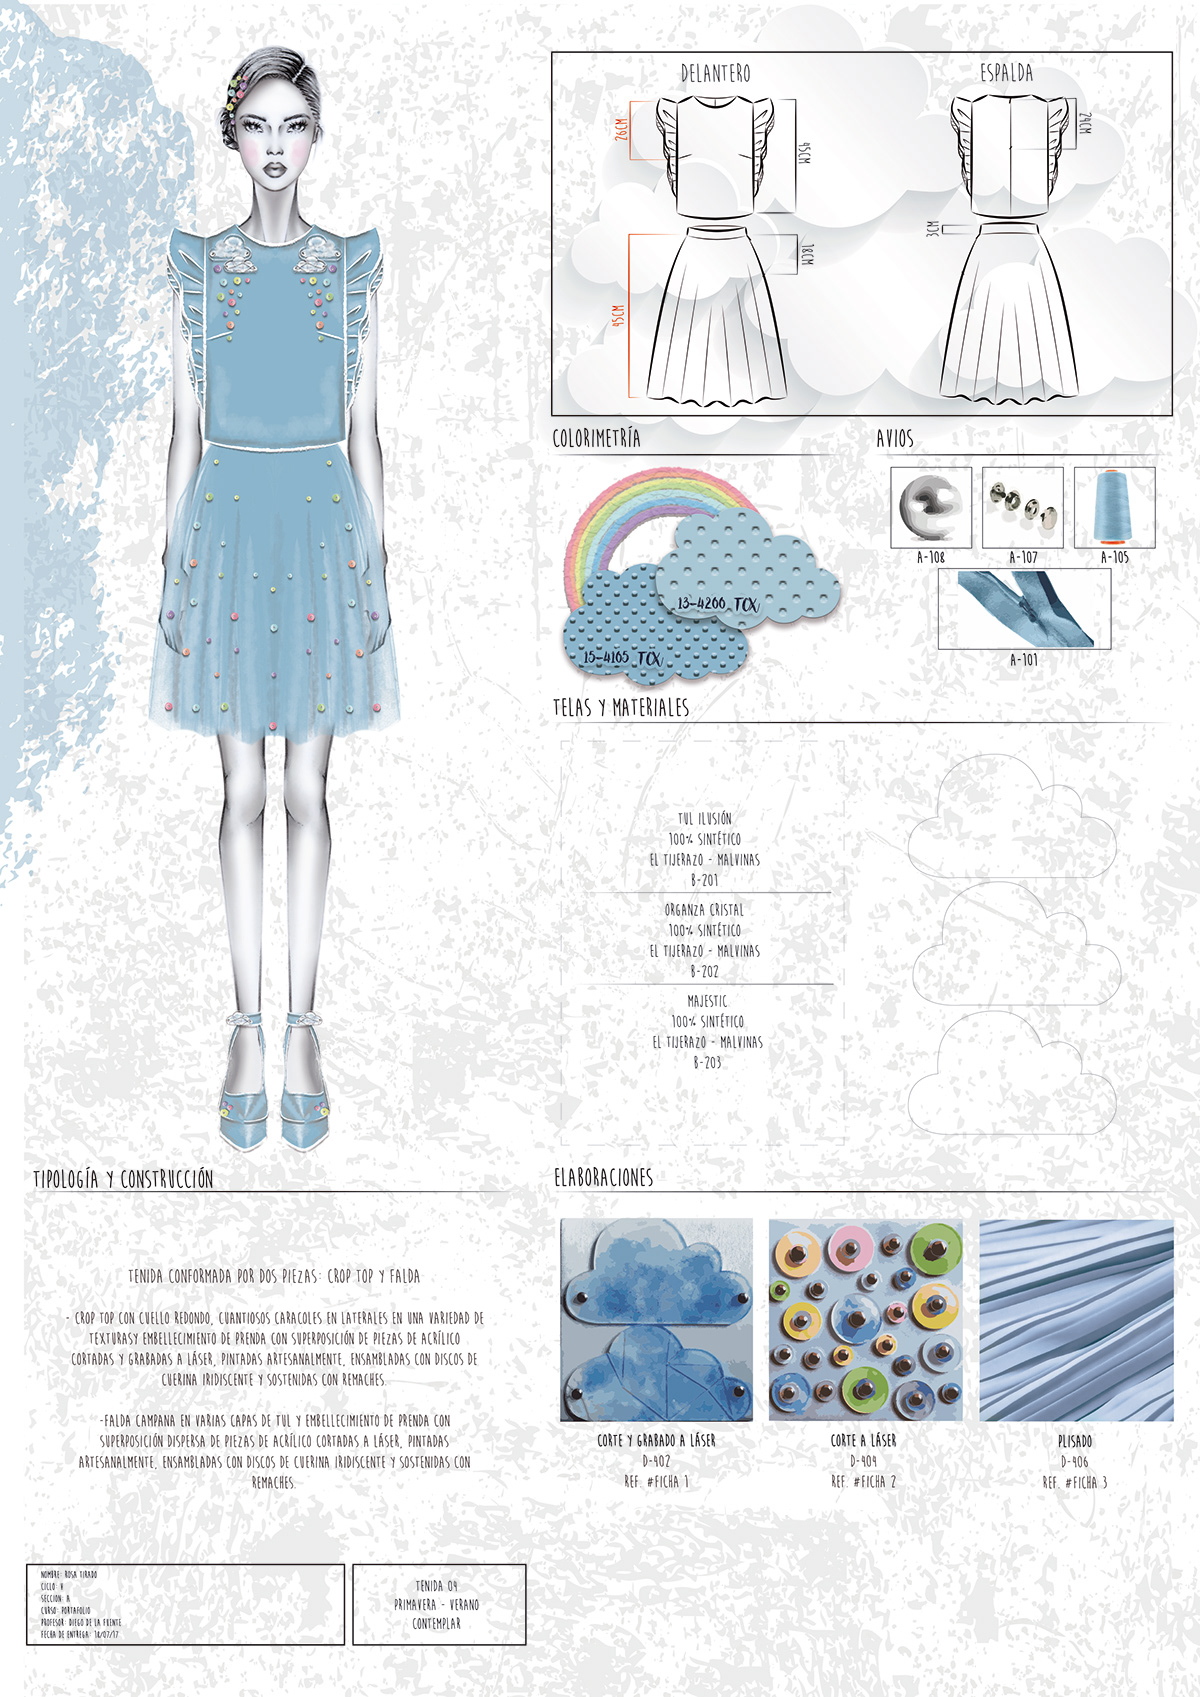 DELANTERO
ESPALDA
26CM
45CM
24CM
3CM
18CM
45CM
COLORIMETRÍA
AVIOS
A-108
A-107
A-105
13-4200 TCX
15-4105 TCX
A-101
TELAS Y MATERIALES
TUL ILUSIÓN
100% SINTÉTICO
EL TIJERAZO - MALVINAS
B-201
ORGANZA CRISTAL
100% SINTÉTICO
EL TIJERAZO - MALVINAS
B-202
MAJESTIC
100% SINTÉTICO
EL TIJERAZO - MALVINAS
B-203
TIPOLOGÍA Y CONSTRUCCIÓN
TENIDA CONFORMADA POR DOS PIEZAS: CROP TOP Y FALDA
- CROP TOP CON CUELLO REDONDO, CUANTIOSOS CARACOLES EN LATERALES EN UNA VARIEDAD DE
TEXTURASY EMBELLECIMIENTO DE PRENDA CON SUPERPOSICIÓN DE PIEZAS DE ACRÍLICO
CORTADAS Y GRABADAS A LÁSER, PINTADAS ARTESANALMENTE, ENSAMBLADAS CON DISCOS DE
CUERINA IRIDISCENTE Y SOSTENIDAS CON REMACHES.
-FALDA CAMPANA EN VARIAS CAPAS DE TUL Y EMBELLECIMIENTO DE PRENDA CON
SUPERPOSICIÓN DISPERSA DE PIEZAS DE ACRÍLICO CORTADAS A LÁSER, PINTADAS
ARTESANALMENTE, ENSAMBLADAS CON DISCOS DE CUERINA IRIDISCENTE Y SOSTENIDAS CON
REMACHES.
ELABORACIONES
CORTE Y GRABADO A LÁSER
D-402
REF. #FICHA 1
CORTE A LÁSER
D-404
REF. #FICHA 2
PLISADO
D-406
REF. #FICHA 3
NOMBRE: ROSA TIRADO
CICLO: V
SECCION: A
CURSO: PORTAFOLIO
PROFESOR: DIEGO DE LA FUENTE
FECHA DE ENTREGA: 18/07/17
TENIDA 04
PRIMAVERA - VERANO
CONTEMPLAR